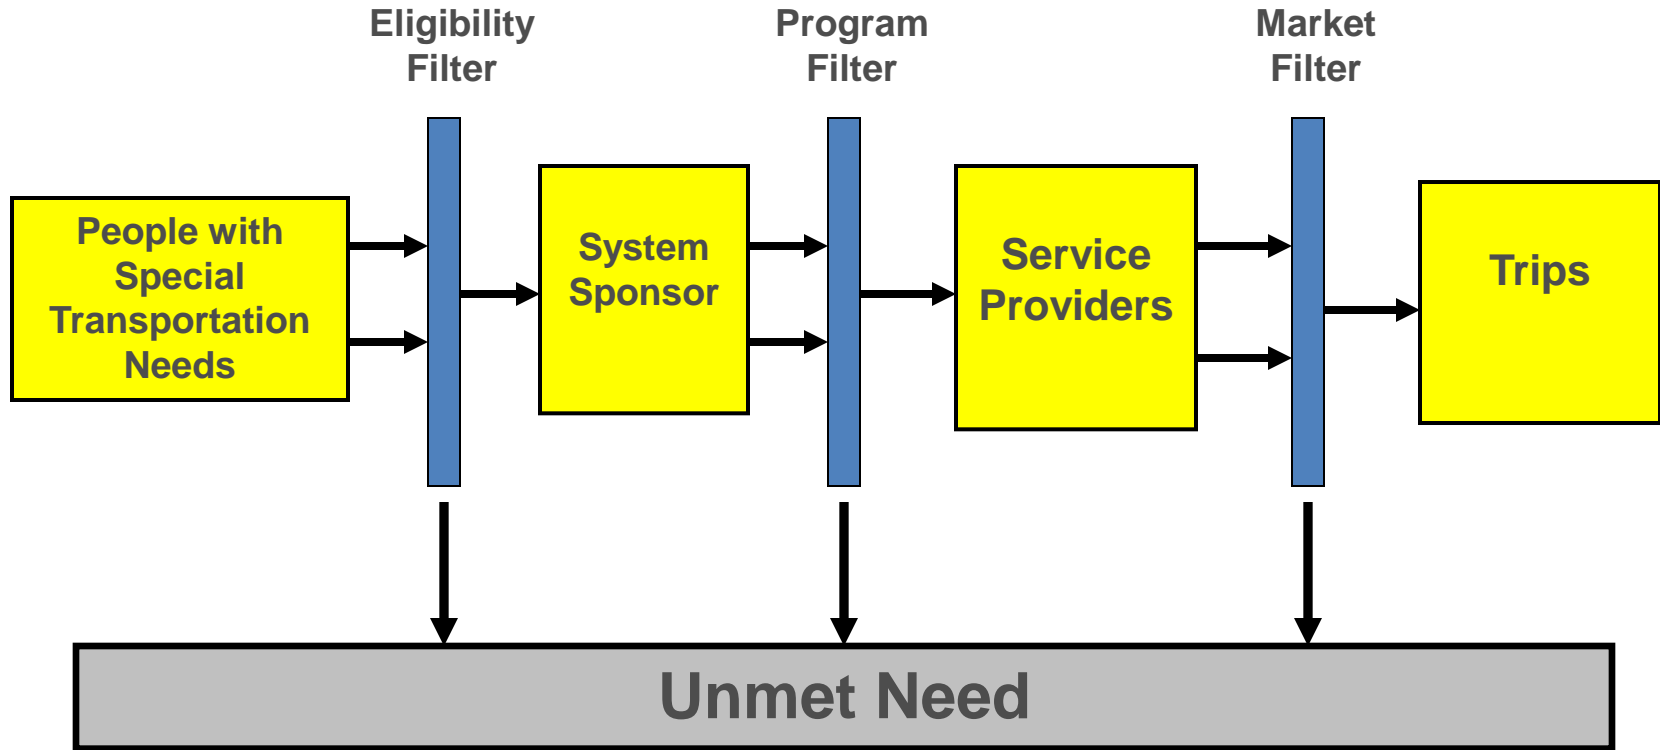 Eligibility
Filter
Program
Filter
Market
Filter
People with
Special
Transportation
Needs
System
Sponsor
Service
Providers
Trips
Unmet Need